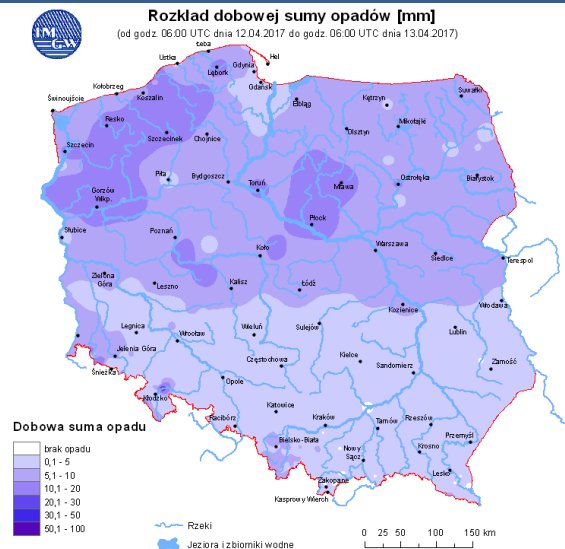 Rozkład dobowej sumy opadów [mm]
(od godz. 06:00 UTC dnia 12.04.2017 do godz. 06:00 UTC dnia 13.04.2017)
IM
GW
Łeba
Ustka
Hel
Gdynia
Lębork
Gdańsk
Suwałki
Kołobrzeg
Koszalin
Elbląg
Kętrzyn
Świnoujście
Resko
Mikołajki
Szczecinek
Chojnice
Olsztyn
Szczecin
Piła
Bydgoszcz
Toruń
Mława
Ostrołęka
Białystok
Gorzów
Wlkp.
Płock
Słubice
Poznań
Koło
Warszawa
Siedlce
Terespol
Zielona
Góra
Leszno
Kalisz
Łódź
Kozienice
Włodawa
Legnica
Wrocław
Wieluń
Sulejów
Lublin
Jelenia Góra
Śnieżka
Częstochowa
Kielce
Sandomierz
Zamość
Opole
Kłodzko
Katowice
Racibórz
Kraków
Tarnów
Rzeszów
Bielsko-Biała
Nowy
Sącz
Krosno
Przemyśl
Lesko
Zakopane
Kasprowy Wierch
Dobowa suma opadu
brak opadu
0,1 - 5
5,1 - 10
10,1 - 20
20,1 - 30
30,1 - 50
50,1 - 100
Rzeki
Jeziora i zbiorniki wodne
0 25 50 100 150 km